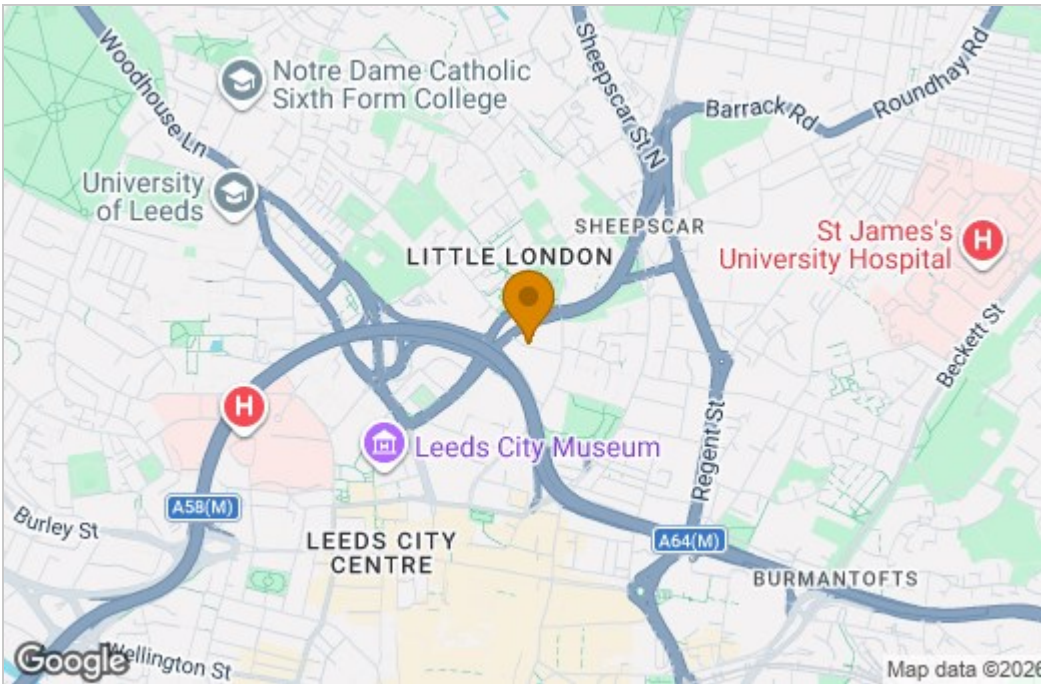 Woodhouse Ln
Notre Dame Catholic
Sixth Form College
Sheepscar St N
Barrack Rd
Roundhay Rd
University
of Leeds
SHEEPSCAR
St James's
University Hospital
H
LITTLE LONDON
Beckett St
H
Leeds City Museum
Regent St
A58(M)
Burley St
LEEDS CITY
CENTRE
A64(M)
BURMANTOFTS
Google
Wellington St
Map data ©2026